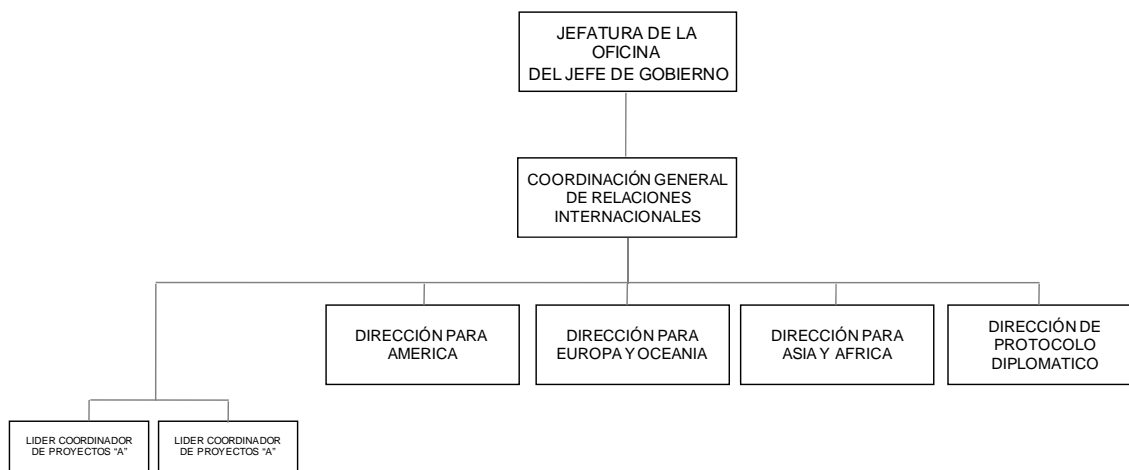 JEFATURA DE LA
OFICINA
DEL JEFE DE GOBIERNO
COORDINACIÓN GENERAL
DE RELACIONES
INTERNACIONALES
DIRECCIÓN PARA
AMERICA
DIRECCIÓN PARA
EUROPA Y OCEANIA
DIRECCIÓN PARA
ASIA Y AFRICA
DIRECCIÓN DE
PROTOCOLO
DIPLOMATICO
LIDER COORDINADOR
DE PROYECTOS “A”
LIDER COORDINADOR
DE PROYECTOS “A”